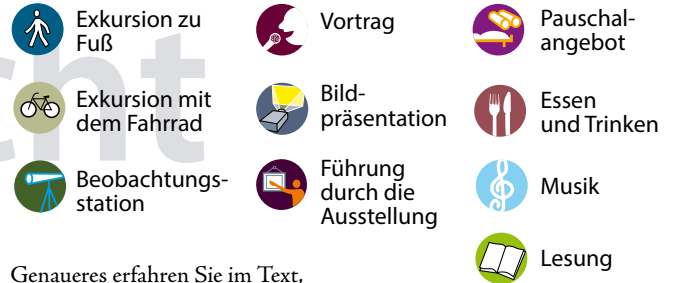 Exkursion zu
Fuß
Exkursion mit
dem Fahrrad
Beobachtungs-
station
Vortrag
Bild-
präsentation
Führung
durch die
Ausstellung
Pauschal-
angebot
Essen
und Trinken
Musik
Lesung
cht
Genaueres erfahren Sie im Text,